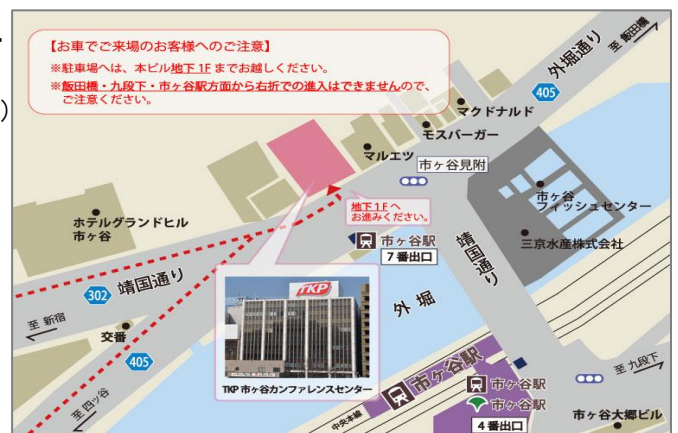 【お車でご来場のお客様へのご注意】
※駐車場へは、本ビル地下1Fまでお越しください。
※飯田橋・九段下・市ヶ谷駅方面から右折での進入はできませんので、
ご注意ください。
)
至 飯田橋
外堀通り
405
マクドナルド
モスバーガー
マルエツ
市ヶ谷見附
市ヶ谷
フィッシュセンター
地下1Fへ
お進みください。
ホテルグランドヒル
市ヶ谷
三京水産株式会社
市ヶ谷駅
7番出口
靖国通り
靖国通り
302
外堀
TKP
至 新宿
交番
405
至 四ツ谷
TKP 市ヶ谷カンファレンスセンター
市ヶ谷駅
中央本線
市ヶ谷駅
市ヶ谷駅
4番出口
至 九段下
市ヶ谷大郷ビル